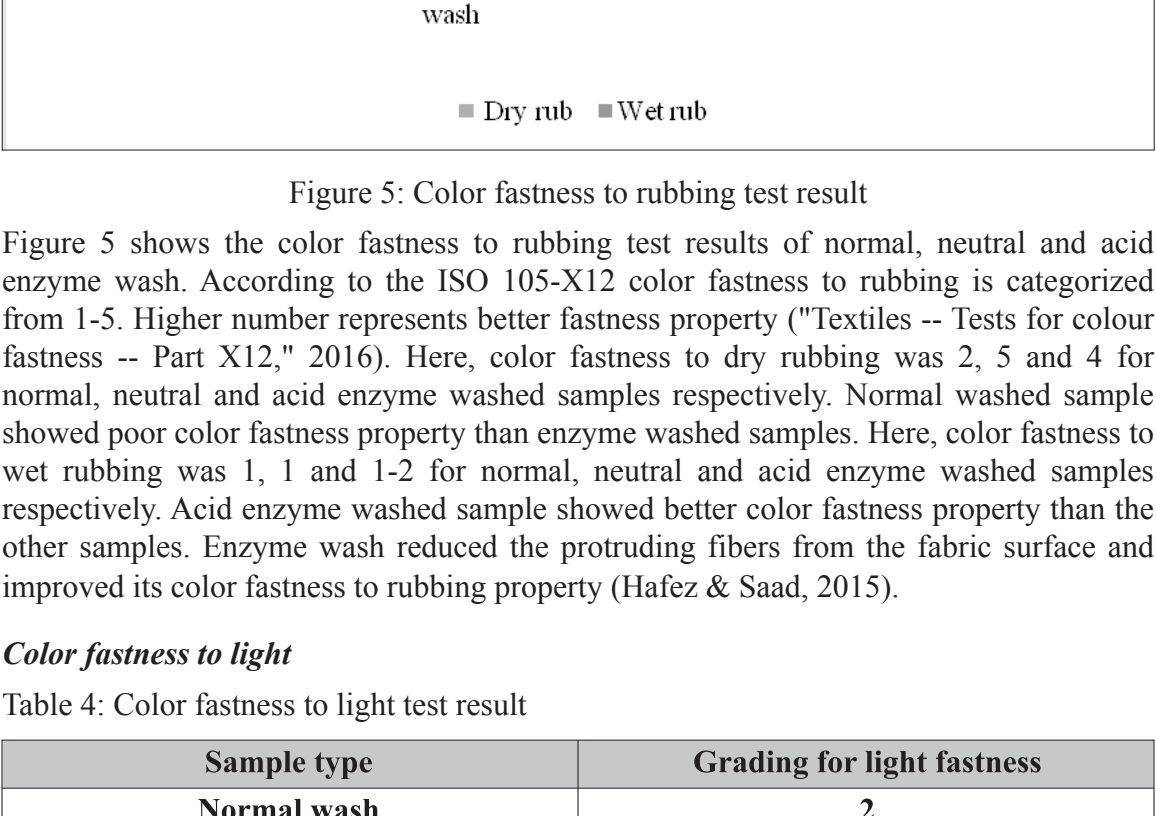 wash
Dry rub Wet rub
Figure 5: Color fastness to rubbing test result
Figure 5 shows the color fastness to rubbing test results of normal, neutral and acid
enzyme wash. According to the ISO 105-X12 color fastness to rubbing is categorized
from 1-5. Higher number represents better fastness property ("Textiles -- Tests for colour
fastness -- Part X12," 2016). Here, color fastness to dry rubbing was 2, 5 and 4 for
normal, neutral and acid enzyme washed samples respectively. Normal washed sample
showed poor color fastness property than enzyme washed samples. Here, color fastness to
wet rubbing was 1, 1 and 1-2 for normal, neutral and acid enzyme washed samples
respectively. Acid enzyme washed sample showed better color fastness property than the
other samples. Enzyme wash reduced the protruding fibers from the fabric surface and
improved its color fastness to rubbing property (Hafez & Saad, 2015).
Color fastness to light
Table 4: Color fastness to light test result
Sample type Grading for light fastness
Normal wash 2